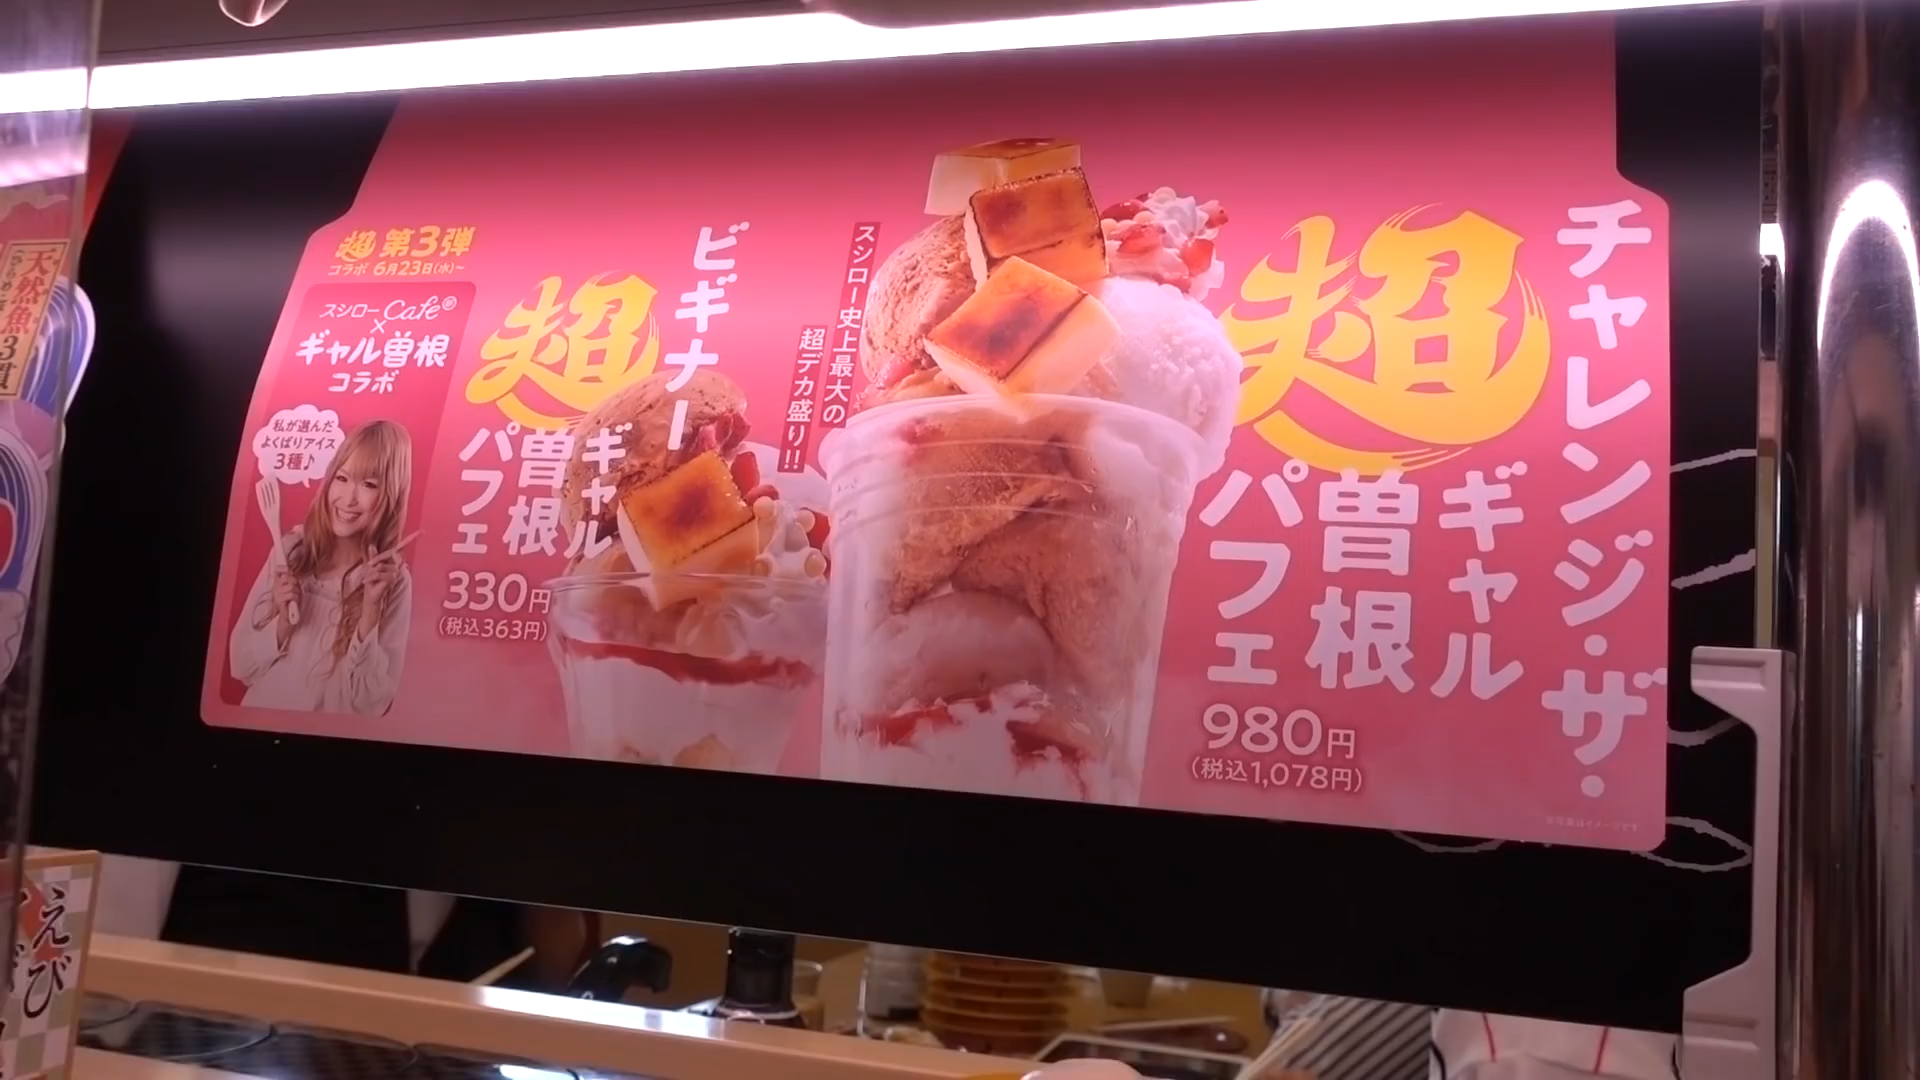 天然魚
3貫
えび
超 第3弾
コラボ 6月23日(水)~
スシローCafe
×
ギャル曽根
コラボ
私が選んだ
よくばりアイス
3種♪
ビギナー
超
ギャル
曽根
パフェ
330円
(税込363円)
スシロー史上最大の
超デカ盛り!!
チャレンジ・ザ・
超
ギャル
曽根
パフェ
980円
(税込1,078円)